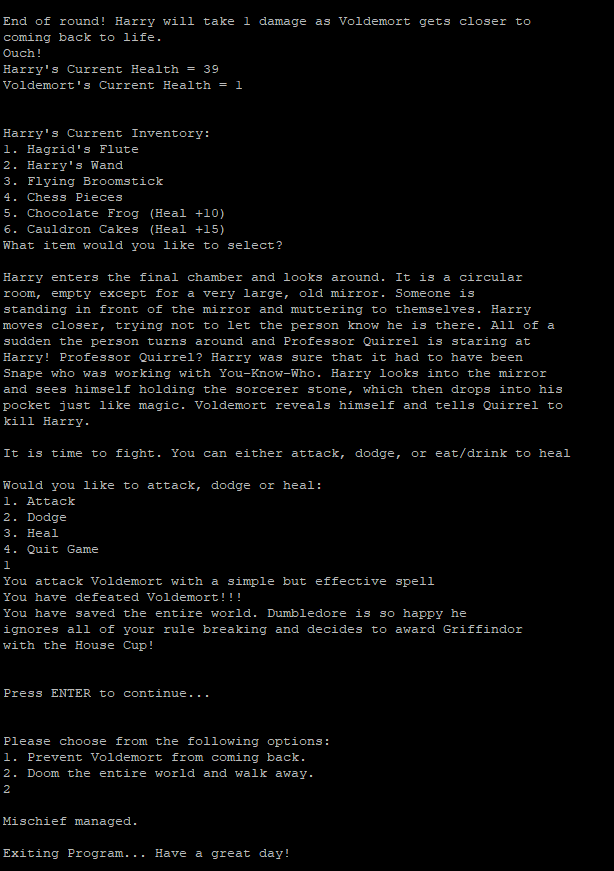 End of round! Harry will take 1 damage as Voldemort gets closer to
coming back to life.
Ouch!
Harry's Current Health = 39
Voldemort's Current Health = 1
Harry's Current Inventory:
1. Hagrid's Flute
2. Harry's Wand
3. Flying Broomstick
4. Chess Pieces
5. Chocolate Frog (Heal +10)
6. Cauldron Cakes (Heal +15)
What item would you like to select?
Harry enters the final chamber and looks around. It is a circular
room, empty except for a very large, old mirror. Someone is
standing in front of the mirror and muttering to themselves. Harry
moves closer, trying not to let the person know he is there. All of a
sudden the person turns around and Professor Quirrel is staring at
Harry! Professor Quirrel? Harry was sure that it had to have been
Snape who was working with You-Know-Who. Harry looks into the mirror
and sees himself holding the sorcerer stone, which then drops into his
pocket just like magic. Voldemort reveals himself and tells Quirrel to
kill Harry.
It is time to fight. You can either attack, dodge, or eat/drink to heal
Would you like to attack, dodge or heal:
1. Attack
2. Dodge
3. Heal
4. Quit Game
1
You attack Voldemort with a simple but effective spell
You have defeated Voldemort!!!
You have saved the entire world. Dumbledore is so happy he
ignores all of your rule breaking and decides to award Griffindor
with the House Cup!
Press ENTER to continue...
Please choose from the following options:
1. Prevent Voldemort from coming back.
2. Doom the entire world and walk away.
2
Mischief managed.
Exiting Program... Have a great day!